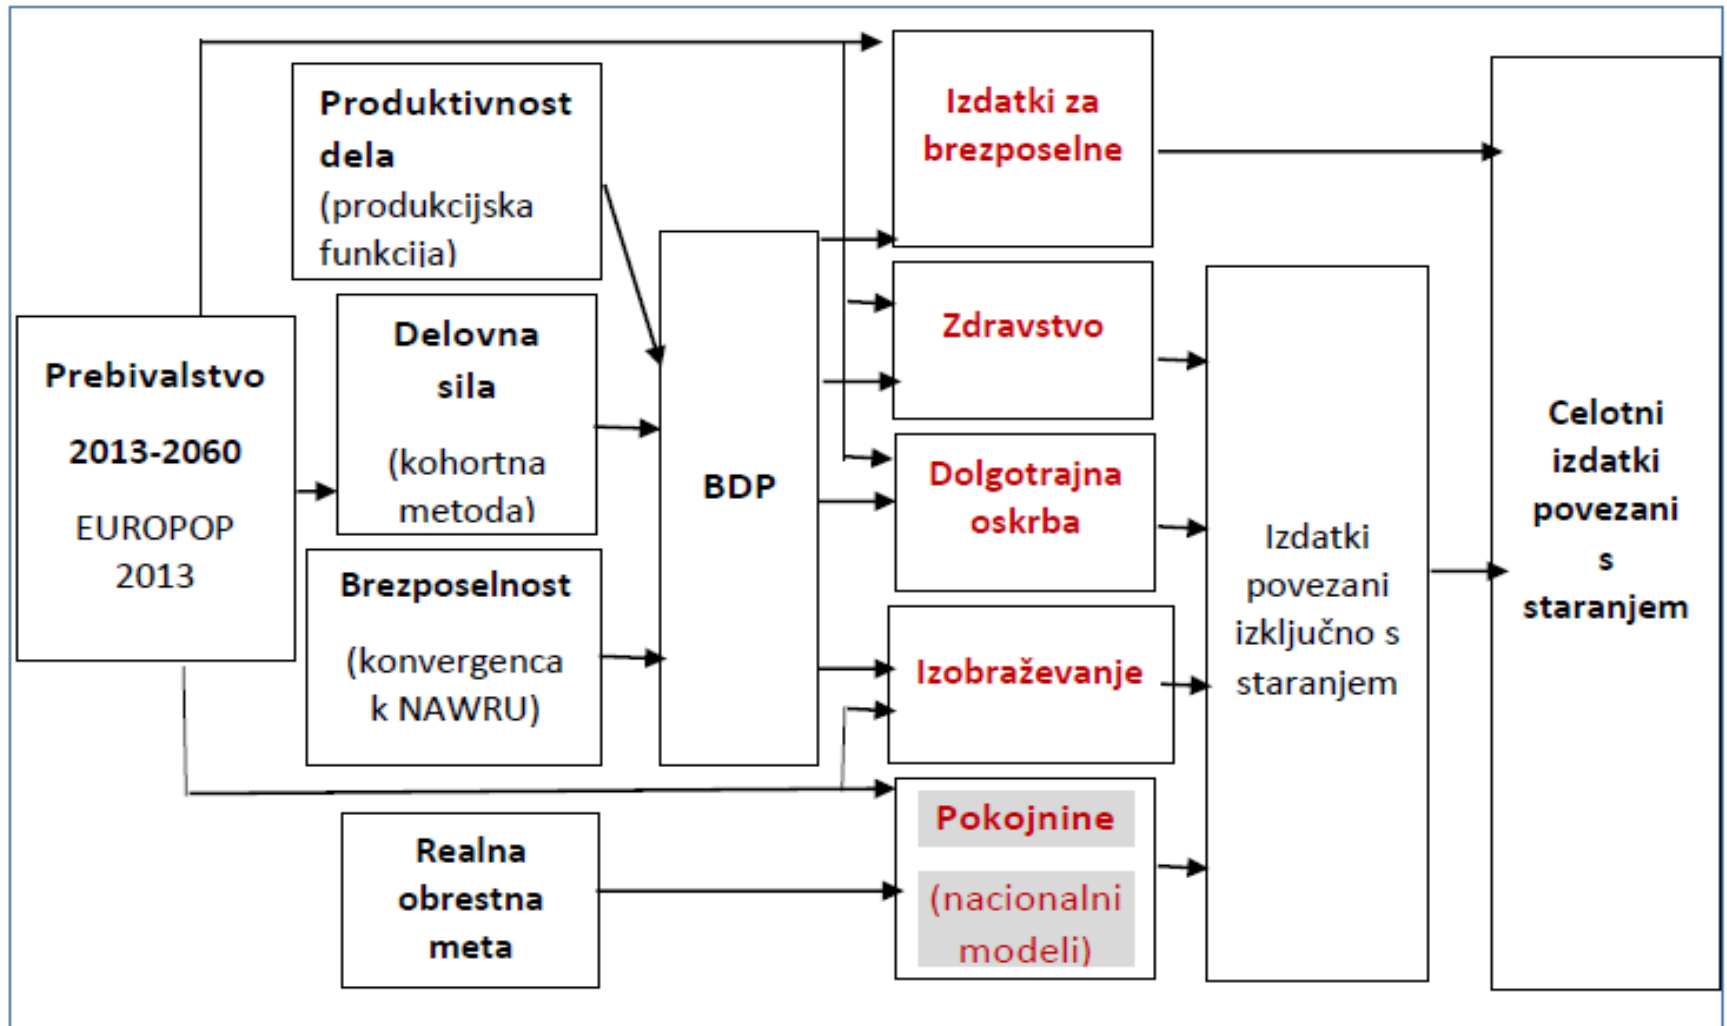 Prebivalstvo
2013-2060
EUROPOP
2013
Produktivnost
dela
(produkcijska
funkcija)
Delovna
sila
(kohortna
metoda)
Brezposelnost
(konvergenca
k NAWRU)
Realna
obrestna
meta
BDP
Izdatki za
brezposelne
Zdravstvo
Dolgotrajna
oskrba
Izobraževanje
Pokojnine
(nacionalni
modeli)
Izdatki
povezani
izključno s
staranjem
Celotni
izdatki
povezani
s
staranjem